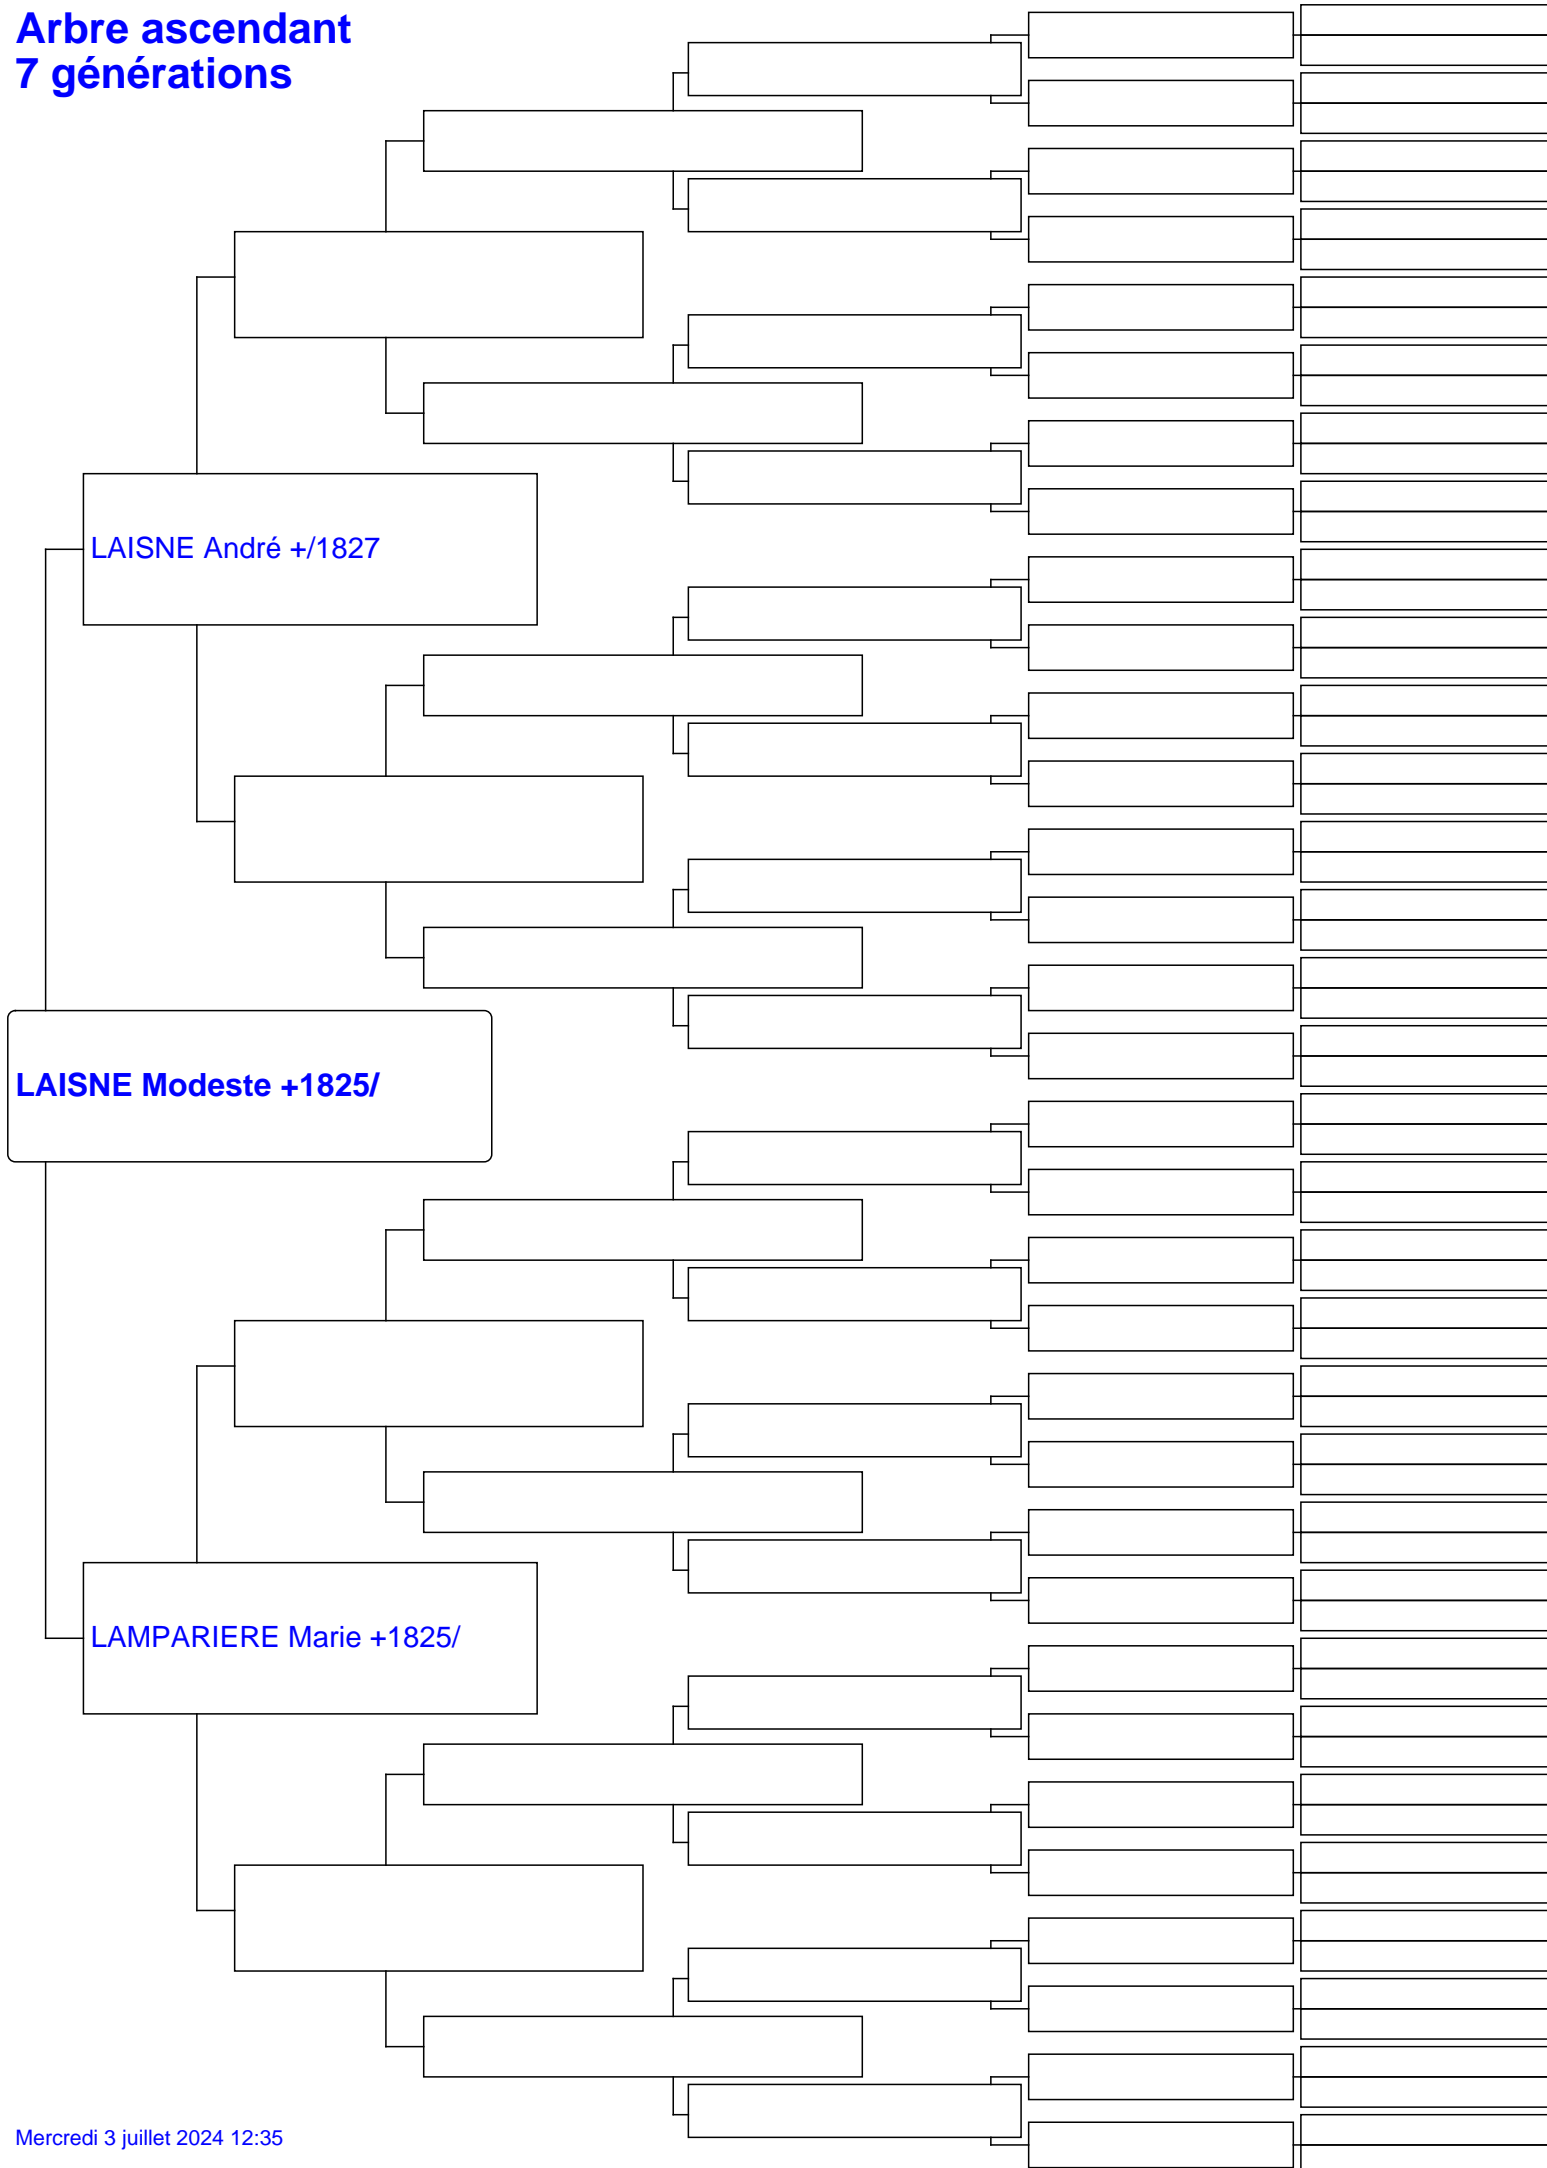 Arbre ascendant
7 générations
LAISNE André +/1827
LAISNE Modeste +1825/
LAMPARIERE Marie +1825/
Mercredi 3 juillet 2024 12:35